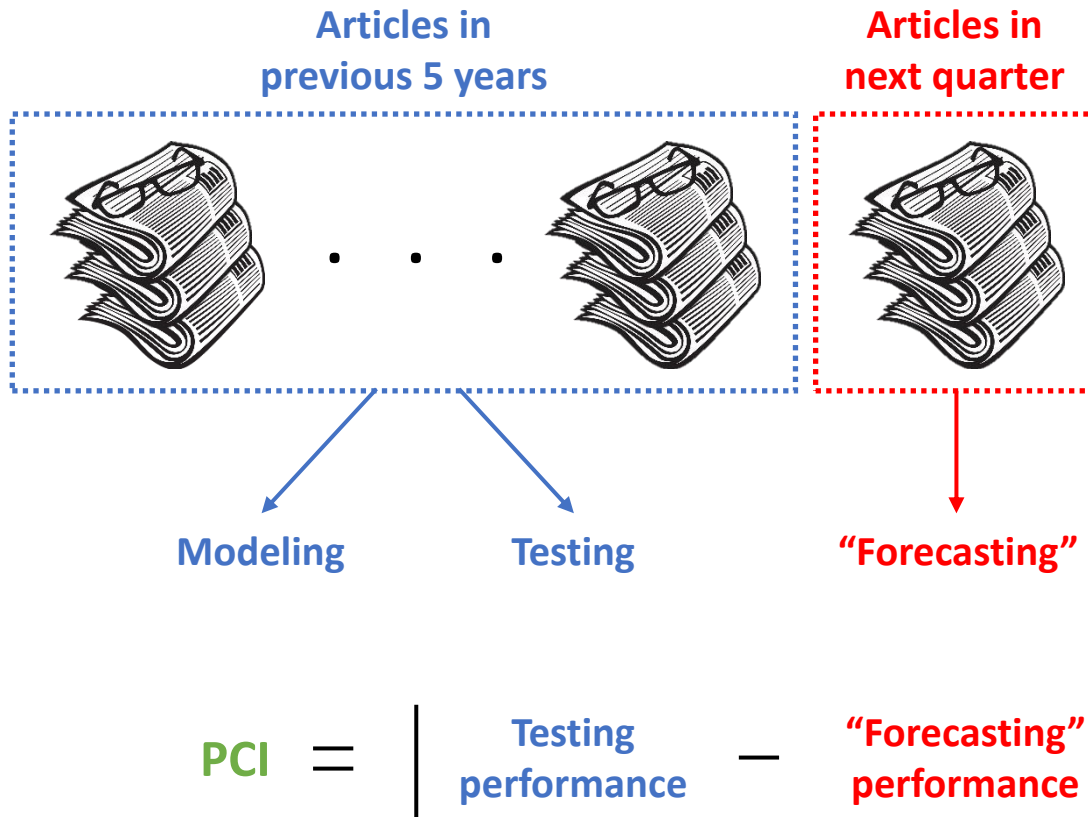 Articles in
previous 5 years
Articles in
next quarter
. . .
Modeling
Testing
“Forecasting”
PCI = | Testing
performance
— “Forecasting”
performance